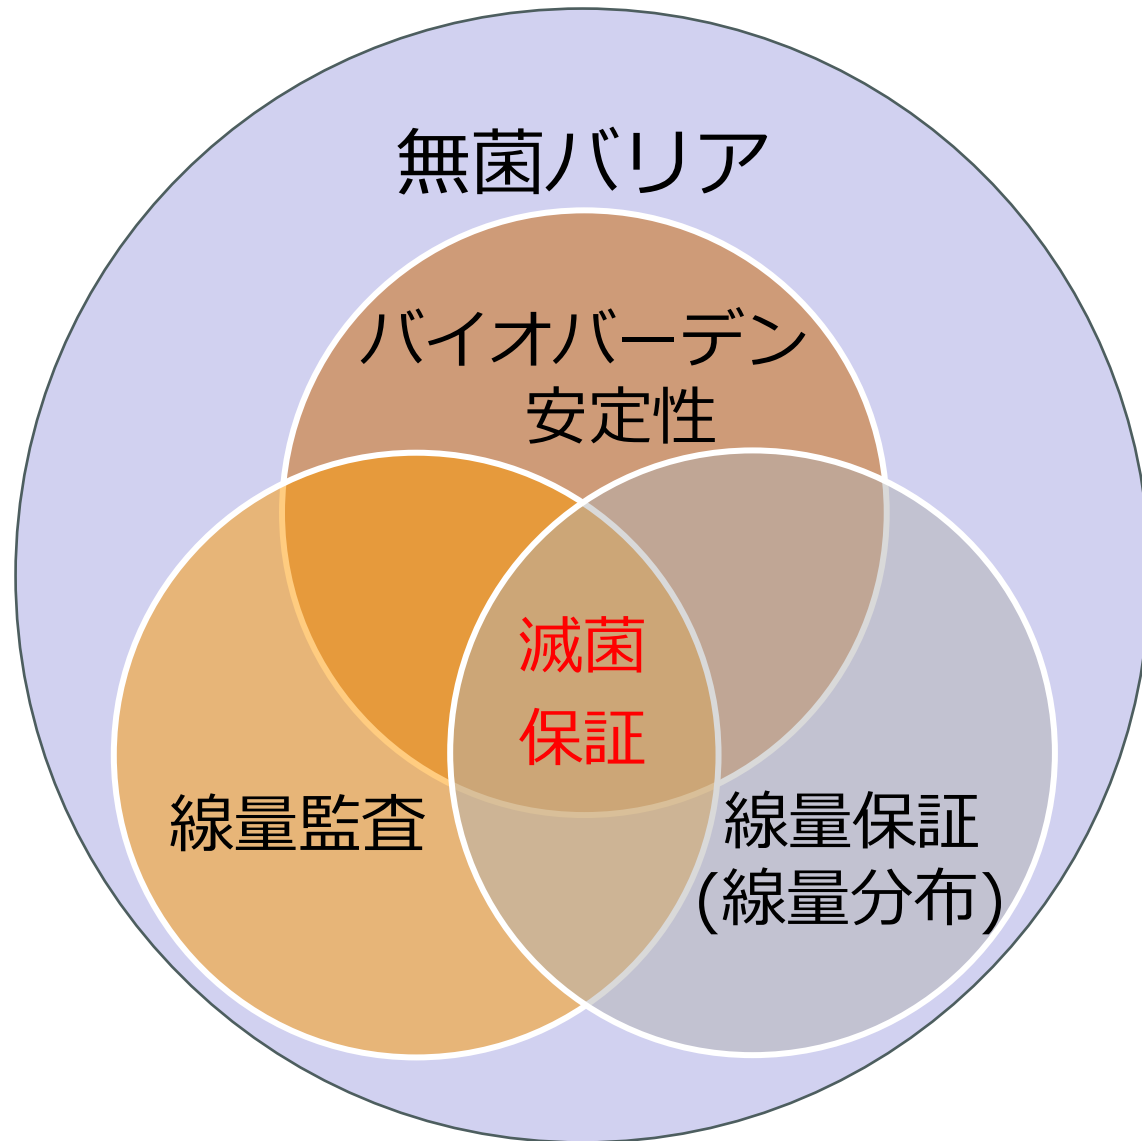 無菌バリア
バイオバーデン
安定性
滅菌
保証
線量監査
線量保証
(線量分布)